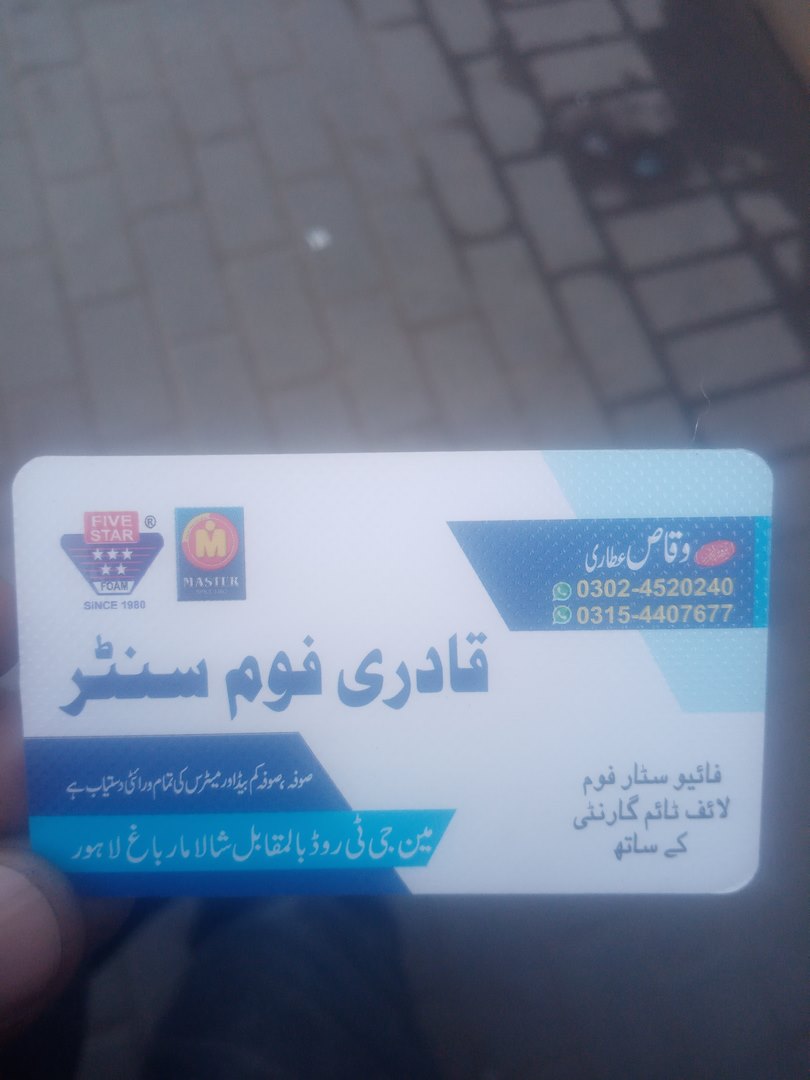 FIVE STAR ®
FOAM
SINCE 1980
M
MASTER
وقاص عطاری
0302-4520240
0315-4407677
قادری فوم سنٹر
صوفہ، صوفہ کم بیڈ اور میٹرس کی تمام ورائٹی دستیاب ہے
مین جی ٹی روڈ بالمقابل شالا مار باغ لاہور
فائیو سٹار فوم
لائف ٹائم گارنٹی
کے ساتھ